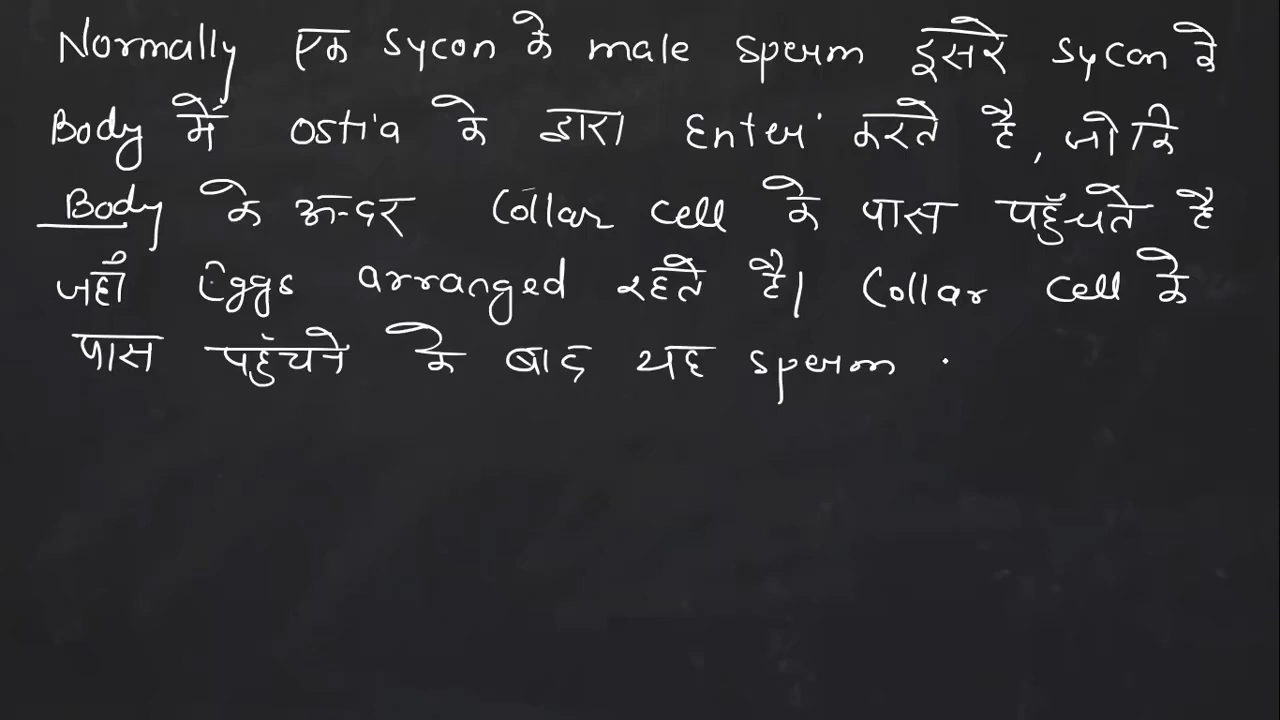 Normally एक sycon के male sperm इसरे sycon के
Body में ostia के द्वारा Enter करते है, जो कि
Body के अन्दर Collar cell के पास पहुँचते है
जहाँ Eggs arranged रहते है। Collar cell के
पास पहुँचने के बाद यह sperm